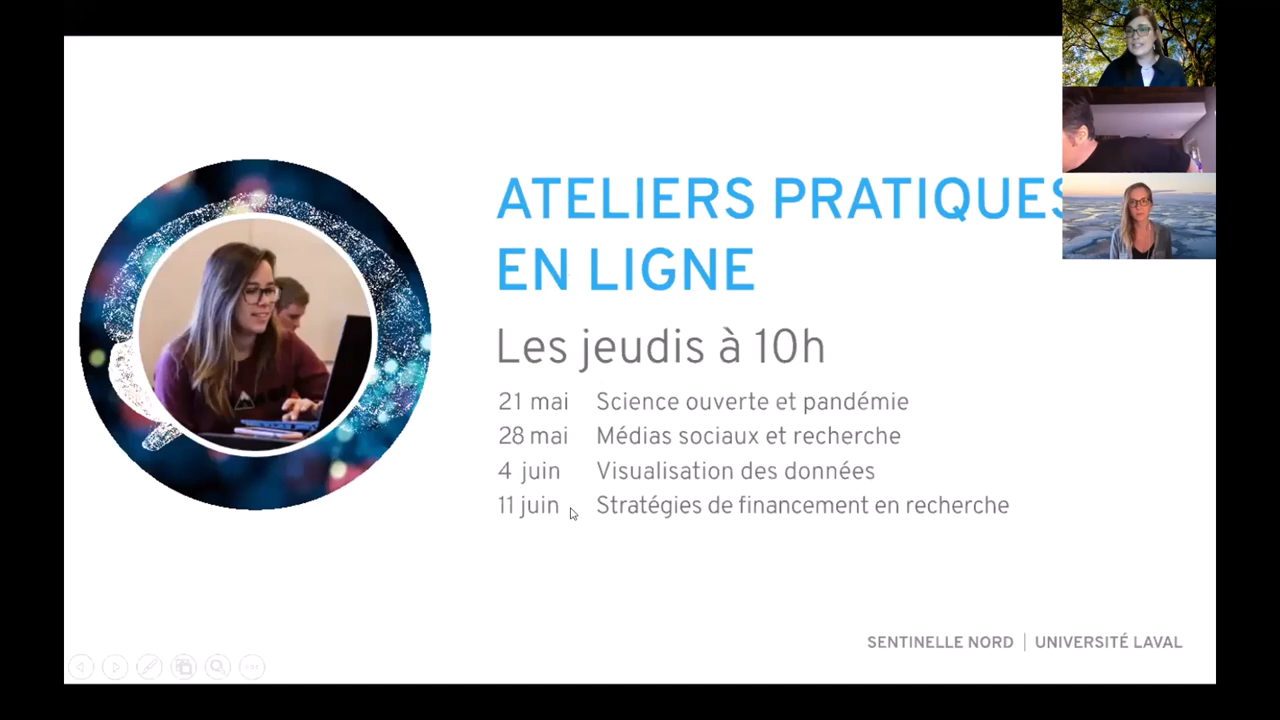 ATELIERS PRATIQUES
EN LIGNE
Les jeudis à 10h
21 mai Science ouverte et pandémie
28 mai Médias sociaux et recherche
4 juin Visualisation des données
11 juin Stratégies de financement en recherche
SENTINELLE NORD | UNIVERSITÉ LAVAL